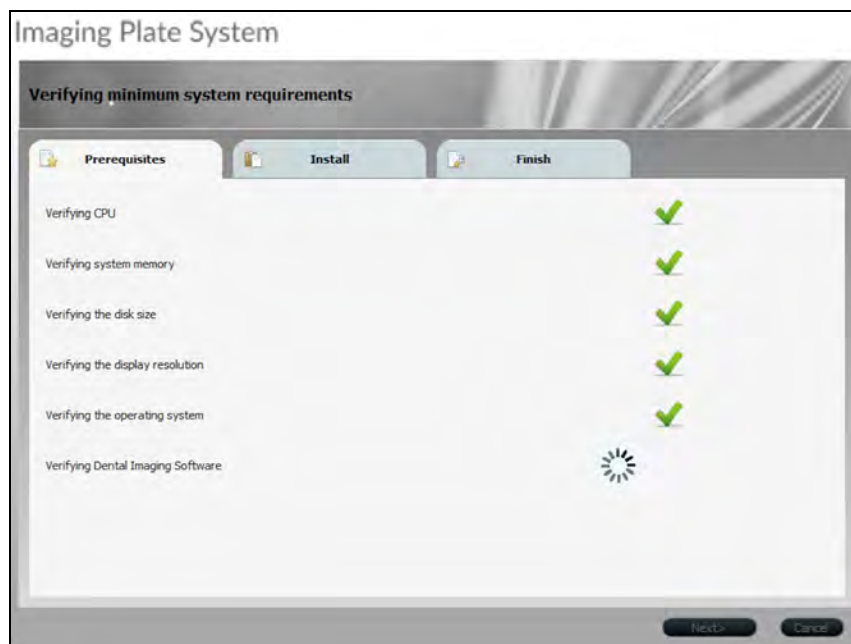 Imaging Plate System
Verifying minimum system requirements
Prerequisites Install Finish
Verifying CPU
Verifying system memory
Verifying the disk size
Verifying the display resolution
Verifying the operating system
Verifying Dental Imaging Software
Next> Cancel